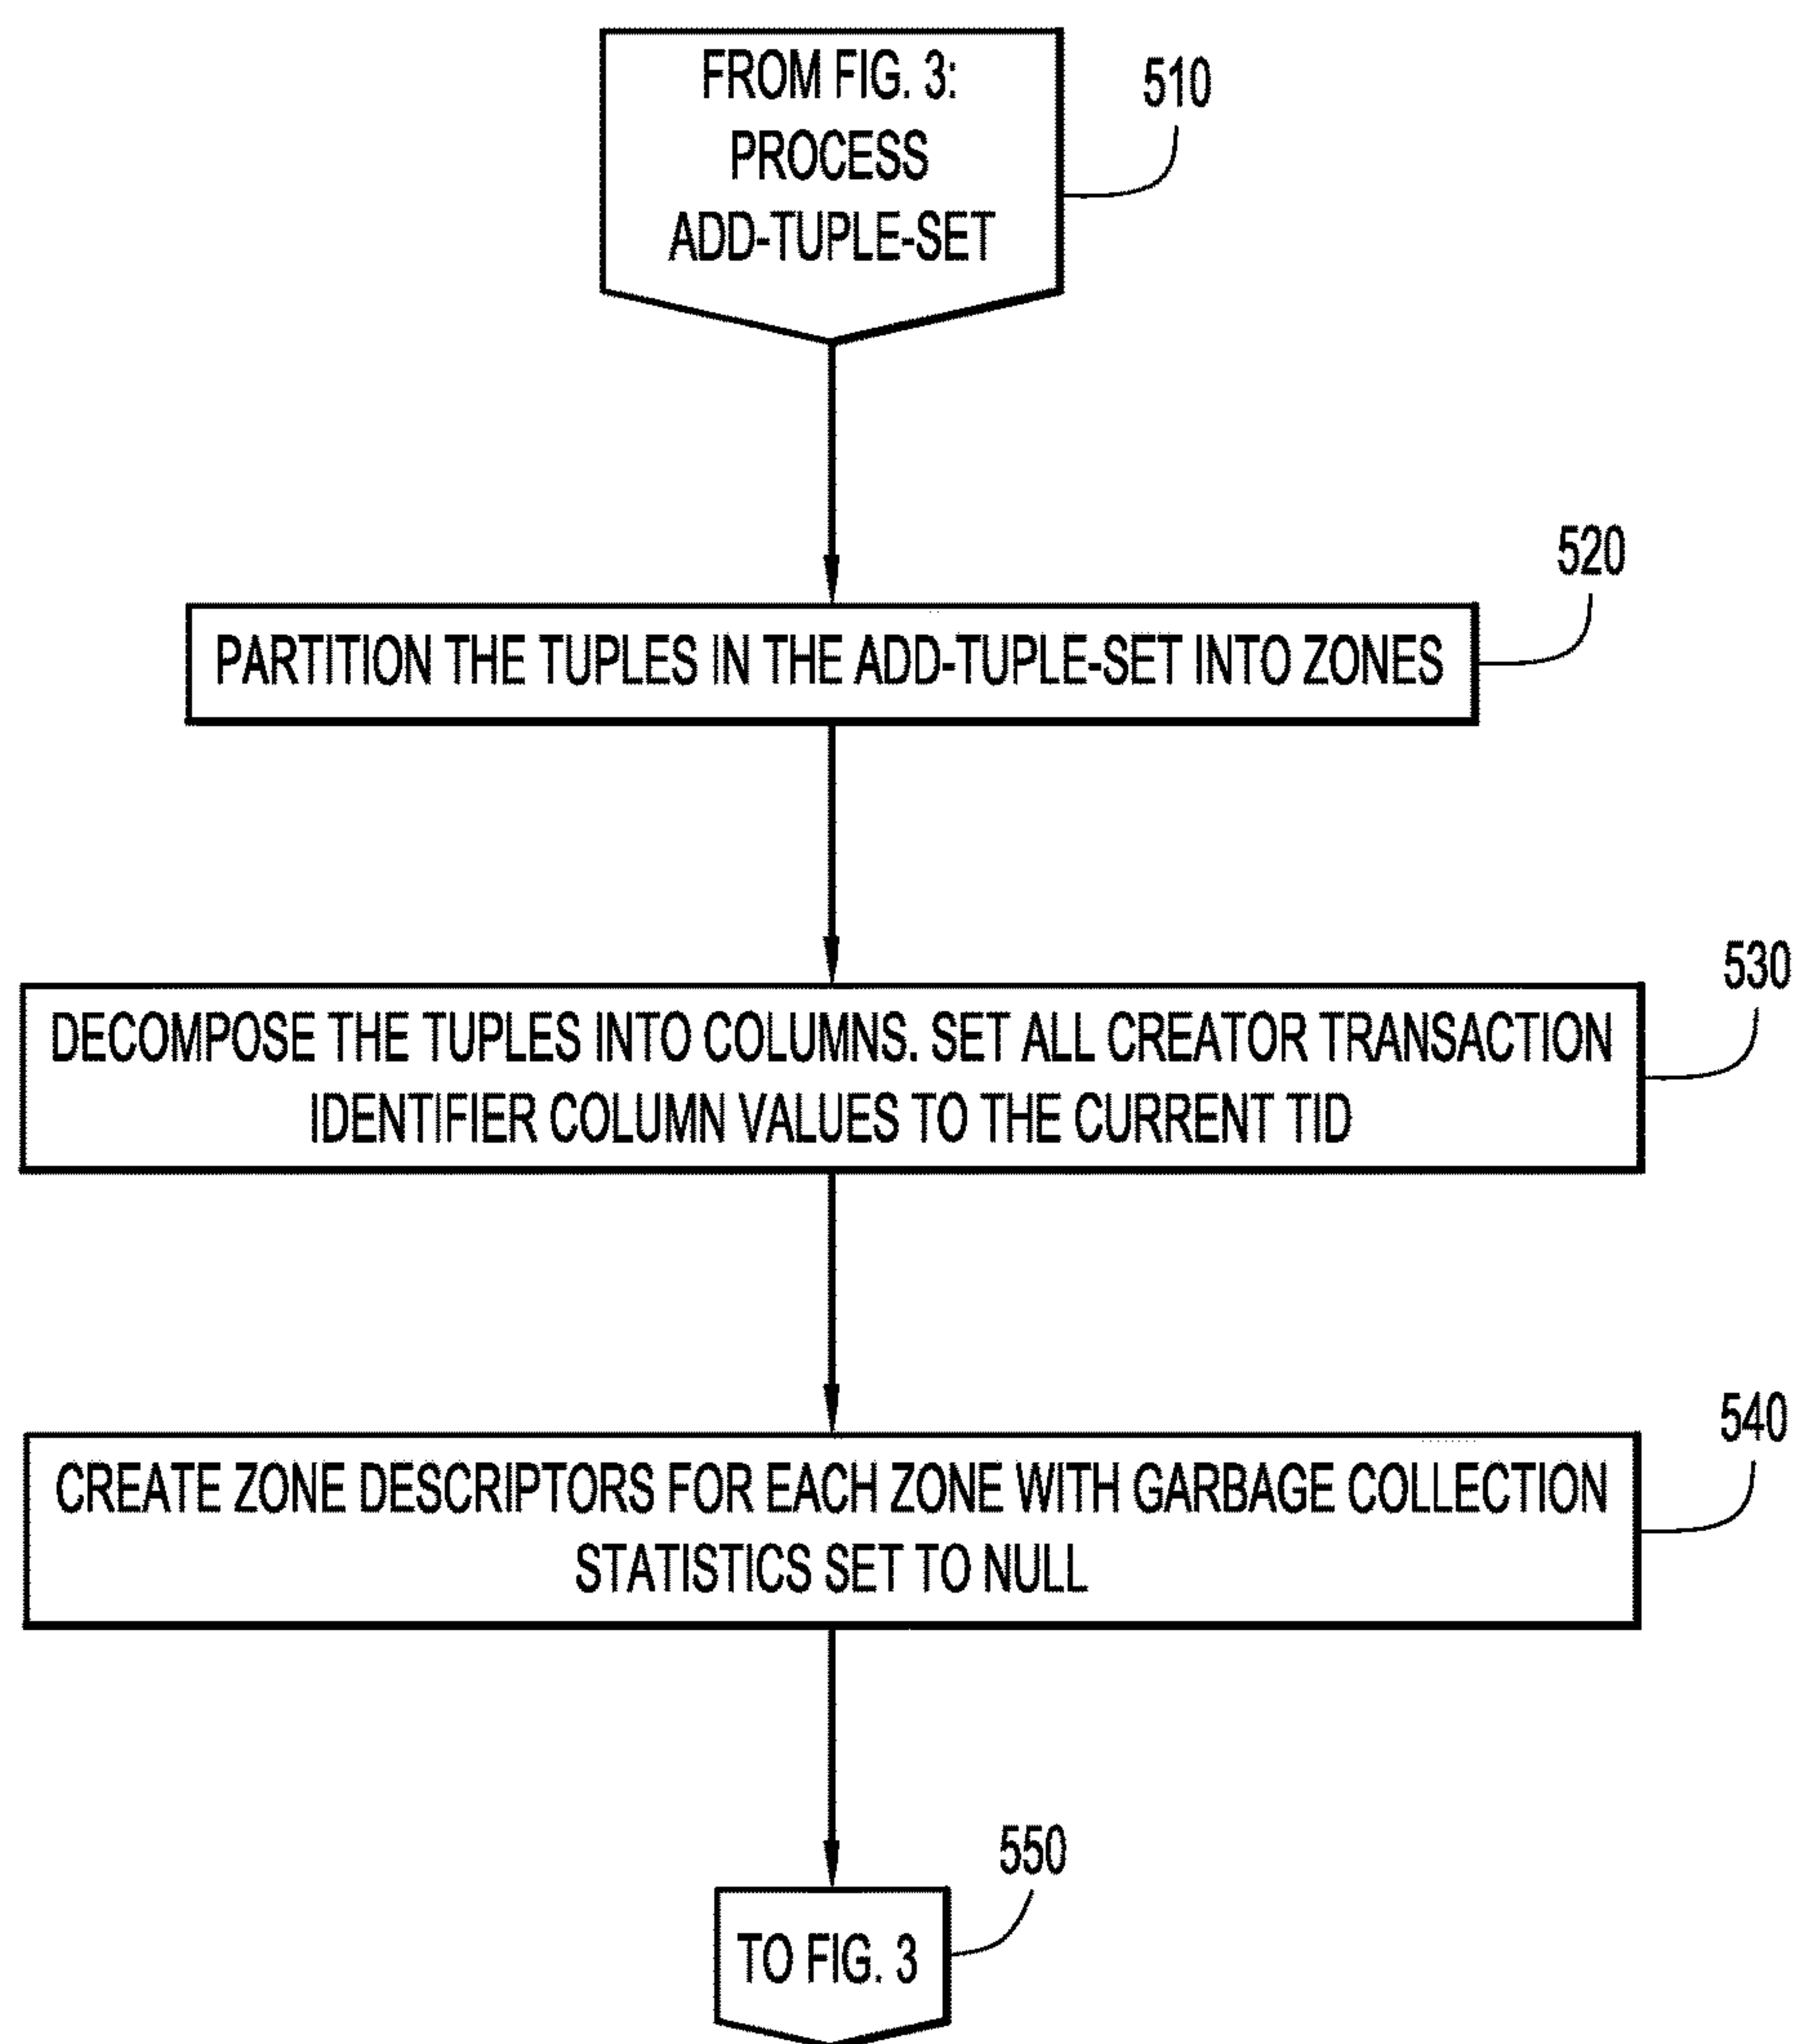 FROM FIG. 3:
PROCESS
ADD-TUPLE-SET
510
520
PARTITION THE TUPLES IN THE ADD-TUPLE-SET INTO ZONES
530
DECOMPOSE THE TUPLES INTO COLUMNS. SET ALL CREATOR TRANSACTION
IDENTIFIER COLUMN VALUES TO THE CURRENT TID
540
CREATE ZONE DESCRIPTORS FOR EACH ZONE WITH GARBAGE COLLECTION
STATISTICS SET TO NULL
550
TO FIG. 3